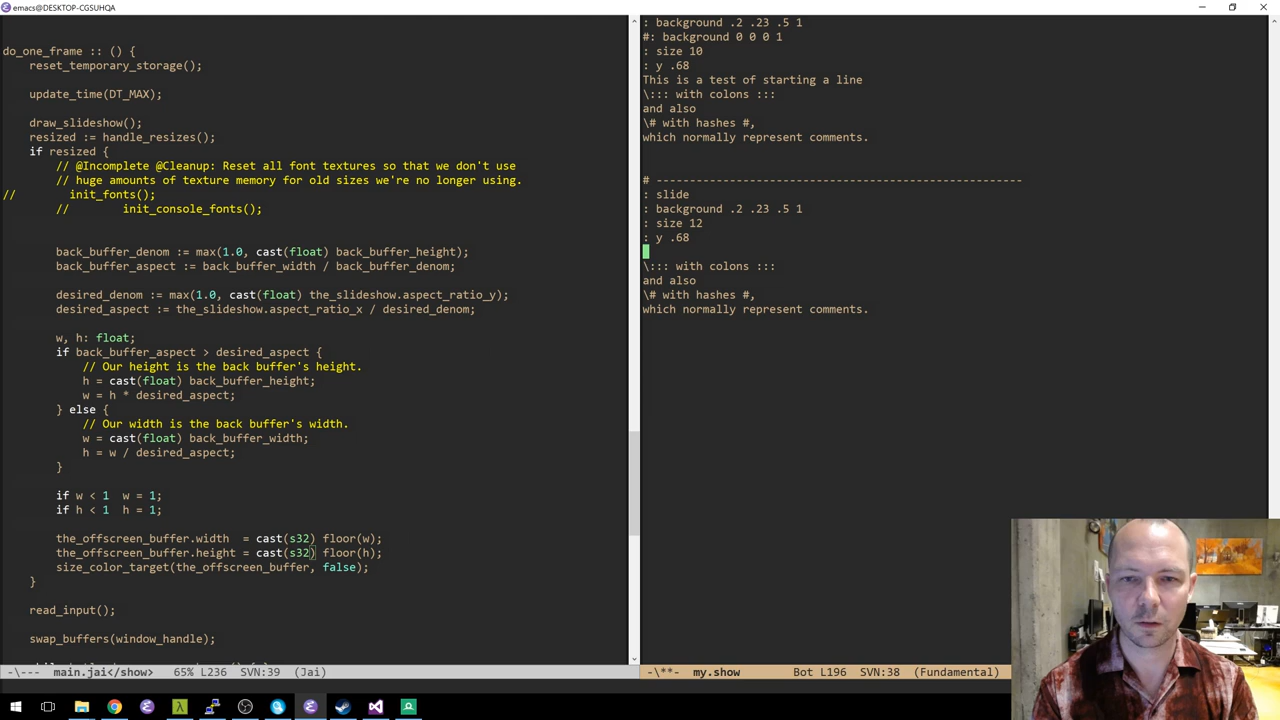 emacs@DESKTOP-CGSUHQA
do_one_frame :: () {
reset_temporary_storage();
update_time(DT_MAX);
draw_slideshow();
resized := handle_resizes();
if resized {
// @Incomplete @Cleanup: Reset all font textures so that we don't use
// huge amounts of texture memory for old sizes we're no longer using.
//        init_fonts();
//        init_console_fonts();
back_buffer_denom := max(1.0, cast(float) back_buffer_height);
back_buffer_aspect := back_buffer_width / back_buffer_denom;
desired_denom := max(1.0, cast(float) the_slideshow.aspect_ratio_y);
desired_aspect := the_slideshow.aspect_ratio_x / desired_denom;
w, h: float;
if back_buffer_aspect > desired_aspect {
// Our height is the back buffer's height.
h = cast(float) back_buffer_height;
w = h * desired_aspect;
} else {
// Our width is the back buffer's width.
w = cast(float) back_buffer_width;
h = w / desired_aspect;
}
if w < 1  w = 1;
if h < 1  h = 1;
the_offscreen_buffer.width  = cast(s32) floor(w);
the_offscreen_buffer.height = cast(s32) floor(h);
size_color_target(the_offscreen_buffer, false);
}
read_input();
swap_buffers(window_handle);
-\---  main.jai</show>   65% L236  SVN:39  (Jai)
: background .2 .23 .5 1
#: background 0 0 0 1
: size 10
: y .68
This is a test of starting a line
\::: with colons :::
and also
\# with hashes #,
which normally represent comments.
# -------------------------------------------------------
: slide
: background .2 .23 .5 1
: size 12
: y .68
\::: with colons :::
and also
\# with hashes #,
which normally represent comments.
-\**-  my.show        Bot L196  SVN:38  (Fundamental)